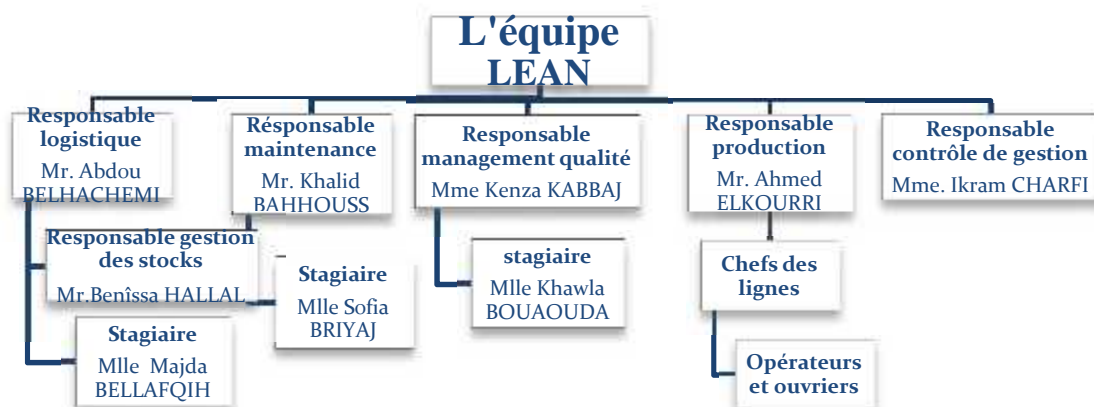 L'équipe
LEAN
Responsable
logistique
Mr. Abdou
BELHACHEMI
Résponsable
maintenance
Mr. Khalid
BAHHOUSS
Responsable
management qualité
Mme Kenza KABBAJ
Responsable
production
Mr. Ahmed
ELKOURRI
Responsable
contrôle de gestion
Mme. Ikram CHARFI
Responsable gestion
des stocks
Mr.Benîssa HALLAL
Stagiaire
Mlle Majda
BELLAFQIH
Stagiaire
Mlle Sofia
BRIYAJ
stagiaire
Mlle Khawla
BOUAOUDA
Chefs des
lignes
Opérateurs
et ouvriers